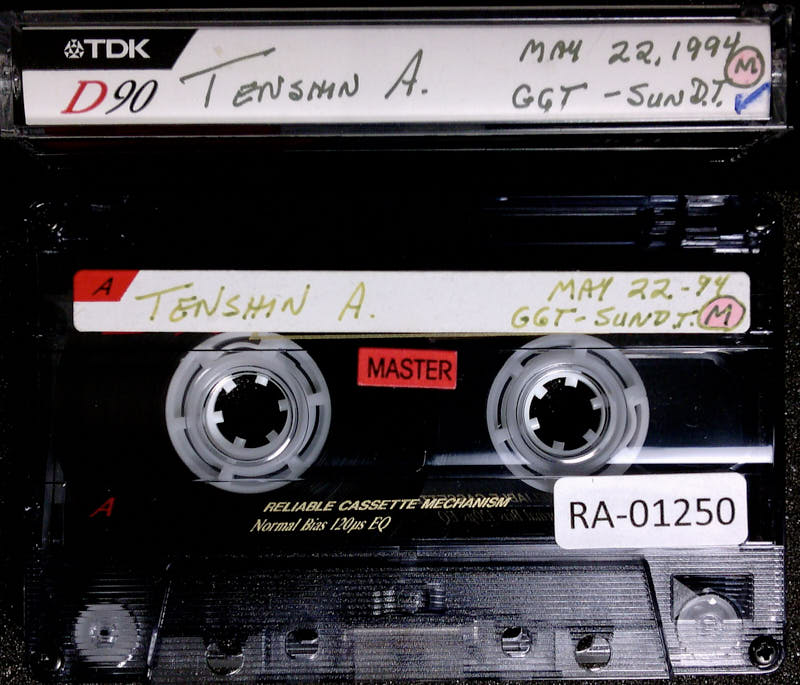 TDK
D90
TENSHIN A.
MAY 22, 1994
M
GGT - SUN D.T.
A
TENSHIN A.
MAY 22.-94
GGT - SUN D.T.
M
MASTER
A
RELIABLE CASSETTE MECHANISM
Normal Bias 120µs EQ
RA-01250